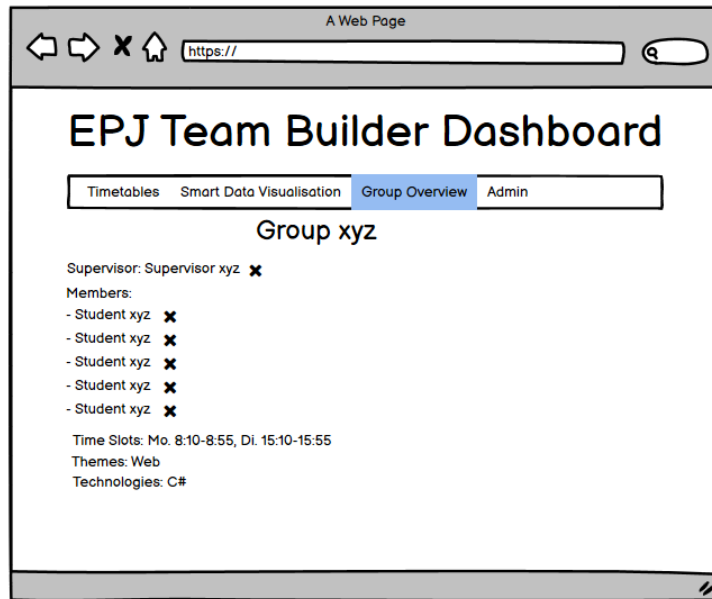 A Web Page
https://
EPJ Team Builder Dashboard
Timetables Smart Data Visualisation Group Overview Admin
Group xyz
Supervisor: Supervisor xyz
Members:
- Student xyz
- Student xyz
- Student xyz
- Student xyz
- Student xyz
Time Slots: Mo. 8:10-8:55, Di. 15:10-15:55
Themes: Web
Technologies: C#